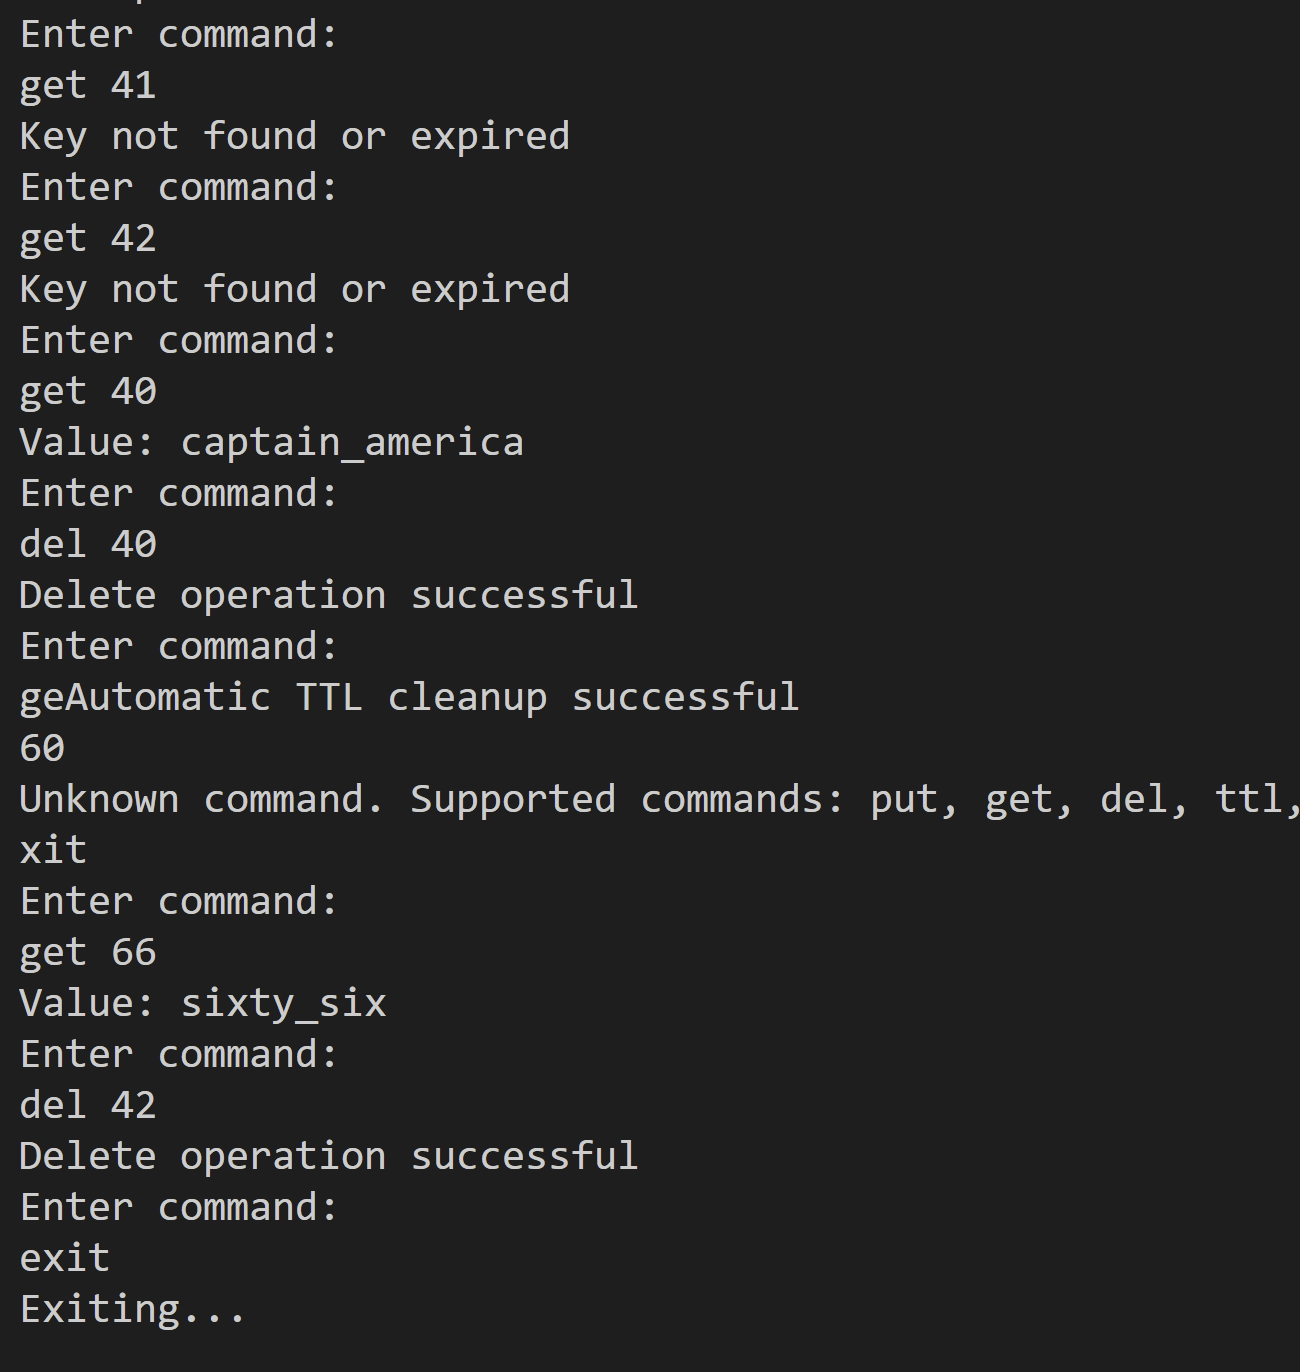 Enter command:
get 41
Key not found or expired
Enter command:
get 42
Key not found or expired
Enter command:
get 40
Value: captain_america
Enter command:
del 40
Delete operation successful
Enter command:
geAutomatic TTL cleanup successful
60
Unknown command. Supported commands: put, get, del, ttl,
xit
Enter command:
get 66
Value: sixty_six
Enter command:
del 42
Delete operation successful
Enter command:
exit
Exiting...